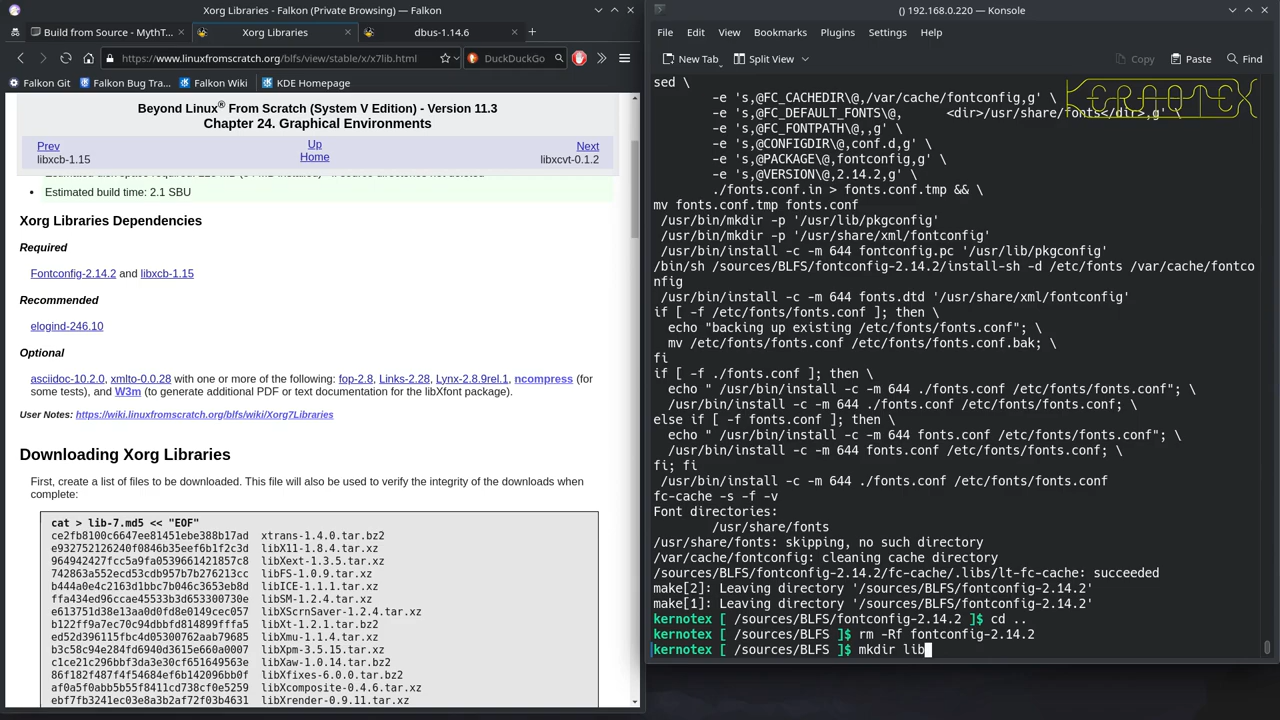 Xorg Libraries - Falkon (Private Browsing) — Falkon
Build from Source - MythT...
Xorg Libraries
dbus-1.14.6
https://www.linuxfromscratch.org/blfs/view/stable/x/x7lib.html
DuckDuckGo
Falkon Git
Falkon Bug Tra...
Falkon Wiki
KDE Homepage
Beyond Linux® From Scratch (System V Edition) - Version 11.3
Chapter 24. Graphical Environments
Prev
Up
Next
libxcb-1.15
Home
libxcvt-0.1.2
Estimated build time: 2.1 SBU
Xorg Libraries Dependencies
Required
Fontconfig-2.14.2 and libxcb-1.15
Recommended
elogind-246.10
Optional
asciidoc-10.2.0, xmlto-0.0.28 with one or more of the following: fop-2.8, Links-2.28, Lynx-2.8.9rel.1, ncompress (for
some tests), and W3m (to generate additional PDF or text documentation for the libXfont package).
User Notes: https://wiki.linuxfromscratch.org/blfs/wiki/Xorg7Libraries
Downloading Xorg Libraries
First, create a list of files to be downloaded. This file will also be used to verify the integrity of the downloads when
complete:
cat > lib-7.md5 << "EOF"
ce2fb8100c6647ee81451ebe388b17ad  xtrans-1.4.0.tar.bz2
e932752126240f0846b35eef6b1f2c3d  libX11-1.8.4.tar.xz
964942427fcc5a9fa0539661421857c8  libXext-1.3.5.tar.xz
742863a552ecd53cdb957b7b276213cc  libFS-1.0.9.tar.xz
b444a0e4c2163d1bbc7b046c3653eb8d  libICE-1.1.1.tar.xz
ffa434ed96ccae45533b3d653300730e  libSM-1.2.4.tar.xz
e613751d38e13aa0d0fd8e0149cec057  libXScrnSaver-1.2.4.tar.xz
b122ff9a7ec70c94dbfd814899fffa5  libXt-1.2.1.tar.bz2
ed52d396115fbc4d05300762aab79685  libXmu-1.1.4.tar.xz
b3c58c94e284fd6940d3615e660a0007  libXpm-3.5.15.tar.xz
c1ce21c296bbf3da3e30cf651649563e  libXaw-1.0.14.tar.bz2
86f182f487f4f54684ef6b142096bb0f  libXfixes-6.0.0.tar.bz2
af0a5f0abb5b55f8411cd738cf0e5259  libXcomposite-0.4.6.tar.xz
ebf7fb3241ec03e8a3b2af72f03b4631  libXrender-0.9.11.tar.xz
() 192.168.0.220 — Konsole
File  Edit  View  Bookmarks  Plugins  Settings  Help
New Tab  Split View  Copy  Paste  Find
KERNOTEX
sed \
-e 's,@FC_CACHEDIR\@,/var/cache/fontconfig,g' \
-e 's,@FC_DEFAULT_FONTS\@,     <dir>/usr/share/fonts</dir>,g' \
-e 's,@FC_FONTPATH\@,,g' \
-e 's,@CONFIGDIR\@,conf.d,g' \
-e 's,@PACKAGE\@,fontconfig,g' \
-e 's,@VERSION\@,2.14.2,g' \
./fonts.conf.in > fonts.conf.tmp && \
mv fonts.conf.tmp fonts.conf
/usr/bin/mkdir -p '/usr/lib/pkgconfig'
/usr/bin/mkdir -p '/usr/share/xml/fontconfig'
/usr/bin/install -c -m 644 fontconfig.pc '/usr/lib/pkgconfig'
/bin/sh /sources/BLFS/fontconfig-2.14.2/install-sh -d /etc/fonts /var/cache/fontco
nfig
/usr/bin/install -c -m 644 fonts.dtd '/usr/share/xml/fontconfig'
if [ -f /etc/fonts/fonts.conf ]; then \
echo "backing up existing /etc/fonts/fonts.conf"; \
mv /etc/fonts/fonts.conf /etc/fonts/fonts.conf.bak; \
fi
if [ -f ./fonts.conf ]; then \
echo " /usr/bin/install -c -m 644 ./fonts.conf /etc/fonts/fonts.conf"; \
/usr/bin/install -c -m 644 ./fonts.conf /etc/fonts/fonts.conf; \
else if [ -f fonts.conf ]; then \
echo " /usr/bin/install -c -m 644 fonts.conf /etc/fonts/fonts.conf"; \
/usr/bin/install -c -m 644 fonts.conf /etc/fonts/fonts.conf; \
fi; fi
/usr/bin/install -c -m 644 ./fonts.conf /etc/fonts/fonts.conf
fc-cache -s -f -v
Font directories:
/usr/share/fonts
/usr/share/fonts: skipping, no such directory
/var/cache/fontconfig: cleaning cache directory
/sources/BLFS/fontconfig-2.14.2/fc-cache/.libs/lt-fc-cache: succeeded
make[2]: Leaving directory '/sources/BLFS/fontconfig-2.14.2'
make[1]: Leaving directory '/sources/BLFS/fontconfig-2.14.2'
kernotex [ /sources/BLFS/fontconfig-2.14.2 ]$ cd ..
kernotex [ /sources/BLFS ]$ rm -Rf fontconfig-2.14.2
kernotex [ /sources/BLFS ]$ mkdir lib